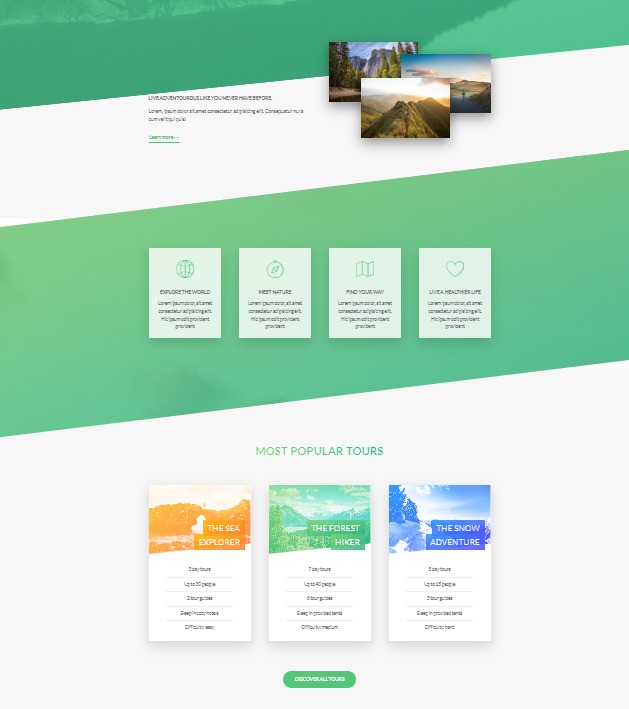 LIVE ADVENTOUROUS LIKE YOU NEVER HAVE BEFORE.
Lorem, ipsum dolor sit amet consectetur adipisicing elit. Consequatur nulla
cum velit qui quis!
Learn more →
EXPLORE THE WORLD
Lorem ipsum dolor, sit amet
consectetur adipisicing elit.
Hic ipsum odit provident
provident
MEET NATURE
Lorem ipsum dolor, sit amet
consectetur adipisicing elit.
Hic ipsum odit provident
provident
FIND YOUR WAY
Lorem ipsum dolor, sit amet
consectetur adipisicing elit.
Hic ipsum odit provident
provident
LIVE A HEALTHIER LIFE
Lorem ipsum dolor, sit amet
consectetur adipisicing elit.
Hic ipsum odit provident
provident
MOST POPULAR TOURS
THE SEA
EXPLORER
3 day tours
Up to 30 people
2 tour guides
Sleep in cozy hotels
Difficulty: easy
THE FOREST
HIKER
7 day tours
Up to 40 people
6 tour guides
Sleep in provided tents
Difficulty: medium
THE SNOW
ADVENTURE
5 day tours
Up to 15 people
3 tour guides
Sleep in provided tents
Difficulty: hard
DISCOVER ALL TOURS